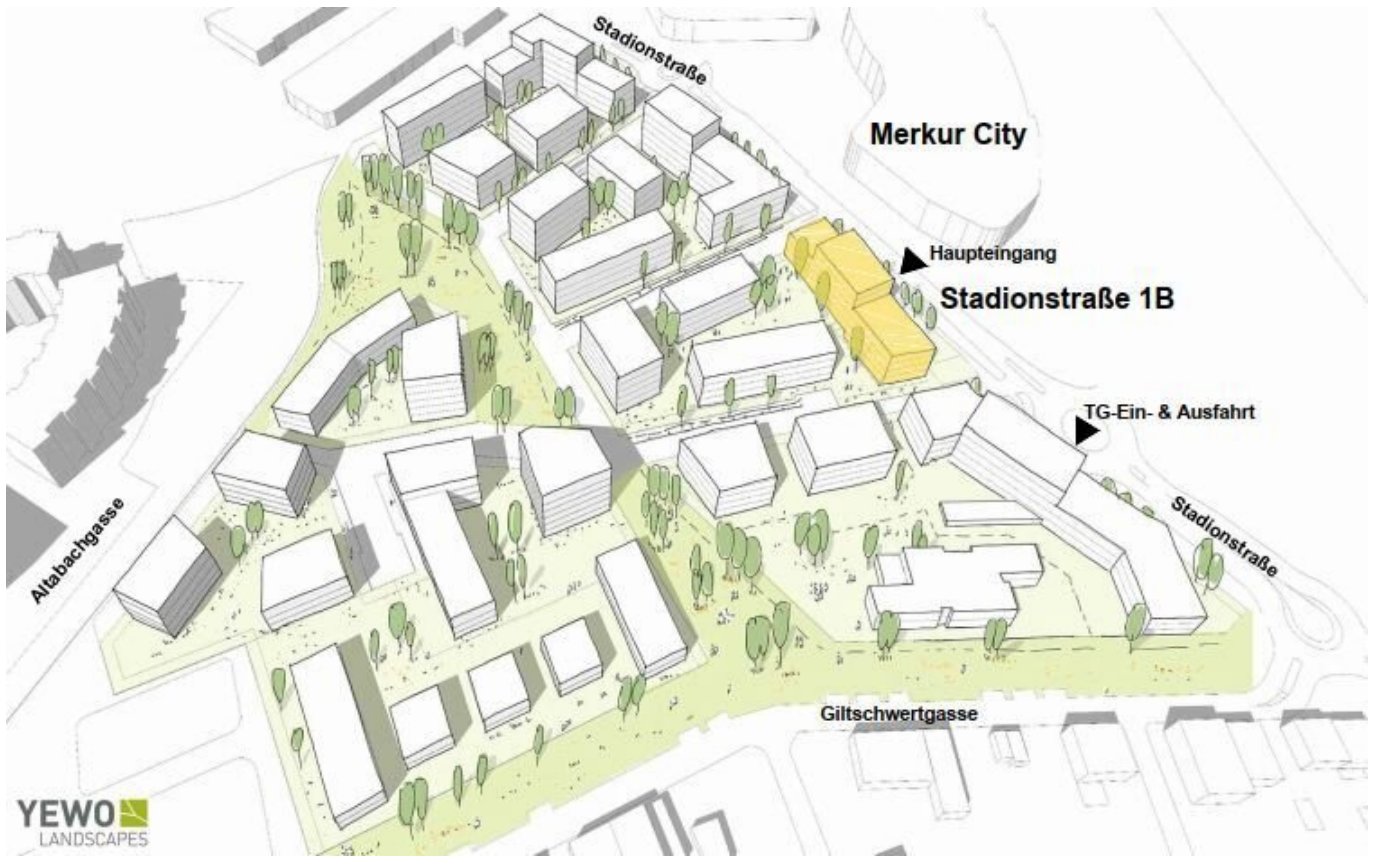 Stadionstraße
Merkur City
Haupteingang
Stadionstraße 1B
TG-Ein- & Ausfahrt
Stadionstraße
Altabachgasse
Giltschwertgasse
YEWO
LANDSCAPES